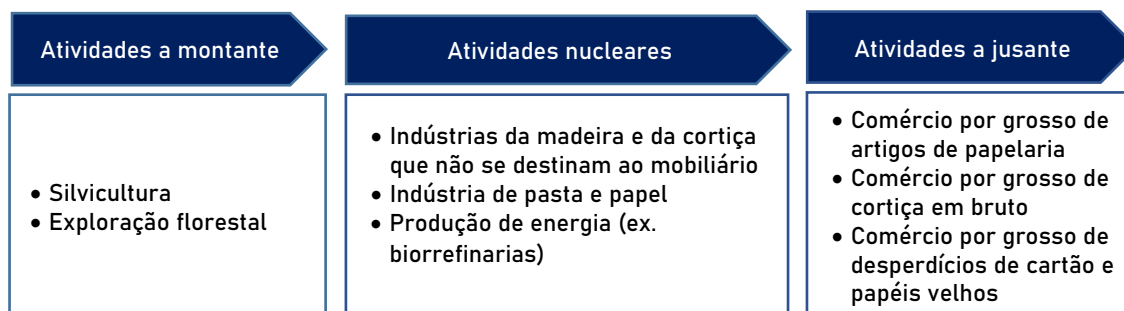 Atividades a montante
Atividades nucleares
Atividades a jusante
• Silvicultura
• Exploração florestal
• Indústrias da madeira e da cortiça
que não se destinam ao mobiliário
• Indústria de pasta e papel
• Produção de energia (ex.
biorrefinarias)
• Comércio por grosso de
artigos de papelaria
• Comércio por grosso de
cortiça em bruto
• Comércio por grosso de
desperdícios de cartão e
papéis velhos